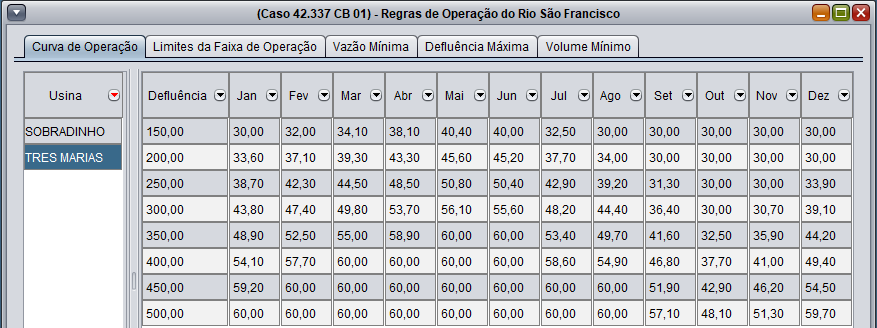 (Caso 42.337 CB 01) - Regras de Operação do Rio São Francisco
Curva de Operação Limites da Faixa de Operação Vazão Mínima Defluência Máxima Volume Mínimo
Usina Defluência Jan Fev Mar Abr Mai Jun Jul Ago Set Out Nov Dez
SOBRADINHO 150,00 30,00 32,00 34,10 38,10 40,40 40,00 32,50 30,00 30,00 30,00 30,00 30,00
TRES MARIAS 200,00 33,60 37,10 39,30 43,30 45,60 45,20 37,70 34,00 30,00 30,00 30,00 30,00
250,00 38,70 42,30 44,50 48,50 50,80 50,40 42,90 39,20 31,30 30,00 30,00 33,90
300,00 43,80 47,40 49,80 53,70 56,10 55,60 48,20 44,40 36,40 30,00 30,70 39,10
350,00 48,90 52,50 55,00 58,90 60,00 60,00 53,40 49,70 41,60 32,50 35,90 44,20
400,00 54,10 57,70 60,00 60,00 60,00 60,00 58,60 54,90 46,80 37,70 41,00 49,40
450,00 59,20 60,00 60,00 60,00 60,00 60,00 60,00 60,00 51,90 42,90 46,20 54,50
500,00 60,00 60,00 60,00 60,00 60,00 60,00 60,00 60,00 57,10 48,10 51,30 59,70